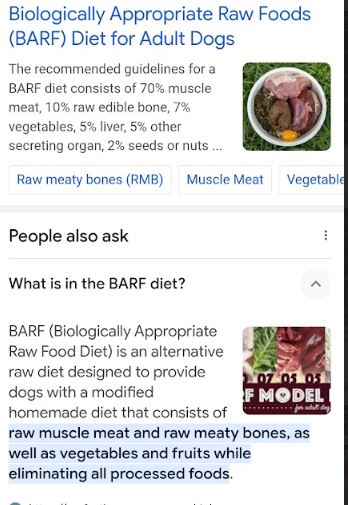 Biologically Appropriate Raw Foods
(BARF) Diet for Adult Dogs
The recommended guidelines for a
BARF diet consists of 70% muscle
meat, 10% raw edible bone, 7%
vegetables, 5% liver, 5% other
secreting organ, 2% seeds or nuts ...
Raw meaty bones (RMB)
Muscle Meat
Vegetable
People also ask
What is in the BARF diet?
BARF (Biologically Appropriate
Raw Food Diet) is an alternative
raw diet designed to provide
dogs with a modified
homemade diet that consists of
raw muscle meat and raw meaty bones, as
well as vegetables and fruits while
eliminating all processed foods.
07 05 05
F MODEL
for adult dog